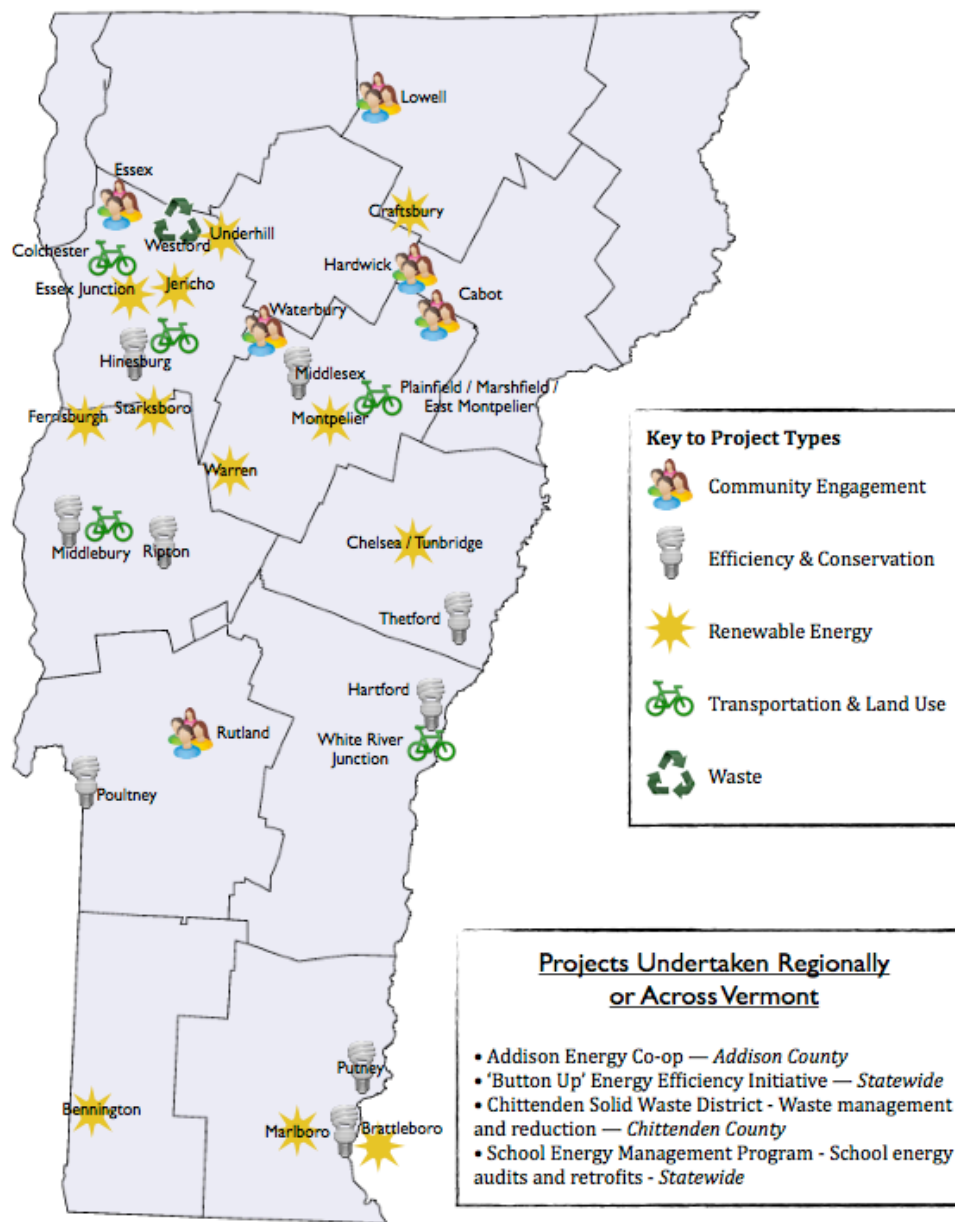 Lowell
Essex
Craftsbury
Westford
Underhill
Colchester
Hardwick
Essex Junction
Jericho
Cabot
Waterbury
Hinesburg
Middlesex
Plainfield / Marshfield /
East Montpelier
Ferrisburgh
Starksboro
Montpelier
Warren
Middlebury
Ripton
Chelsea / Tunbridge
Thetford
Hartford
White River
Junction
Rutland
Poultney
Putney
Bennington
Marlboro
Brattleboro
Key to Project Types
Community Engagement
Efficiency & Conservation
Renewable Energy
Transportation & Land Use
Waste
Projects Undertaken Regionally
or Across Vermont
• Addison Energy Co-op — Addison County
• ‘Button Up’ Energy Efficiency Initiative — Statewide
• Chittenden Solid Waste District - Waste management
and reduction — Chittenden County
• School Energy Management Program - School energy
audits and retrofits - Statewide